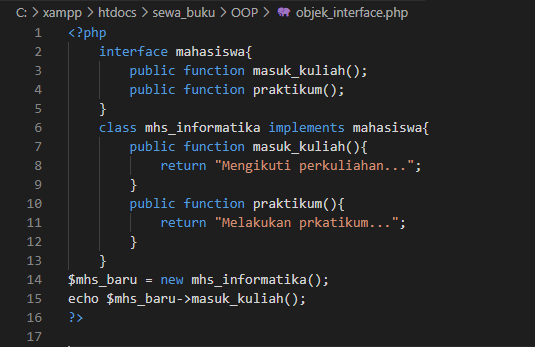 C: > xampp > htdocs > sewa_buku > OOP > objek_interface.php
1 <?php
2 interface mahasiswa{
3 public function masuk_kuliah();
4 public function praktikum();
5 }
6 class mhs_informatika implements mahasiswa{
7 public function masuk_kuliah(){
8 return "Mengikuti perkuliahan...";
9 }
10 public function praktikum(){
11 return "Melakukan prkatikum...";
12 }
13 }
14 $mhs_baru = new mhs_informatika();
15 echo $mhs_baru->masuk_kuliah();
16 ?>
17